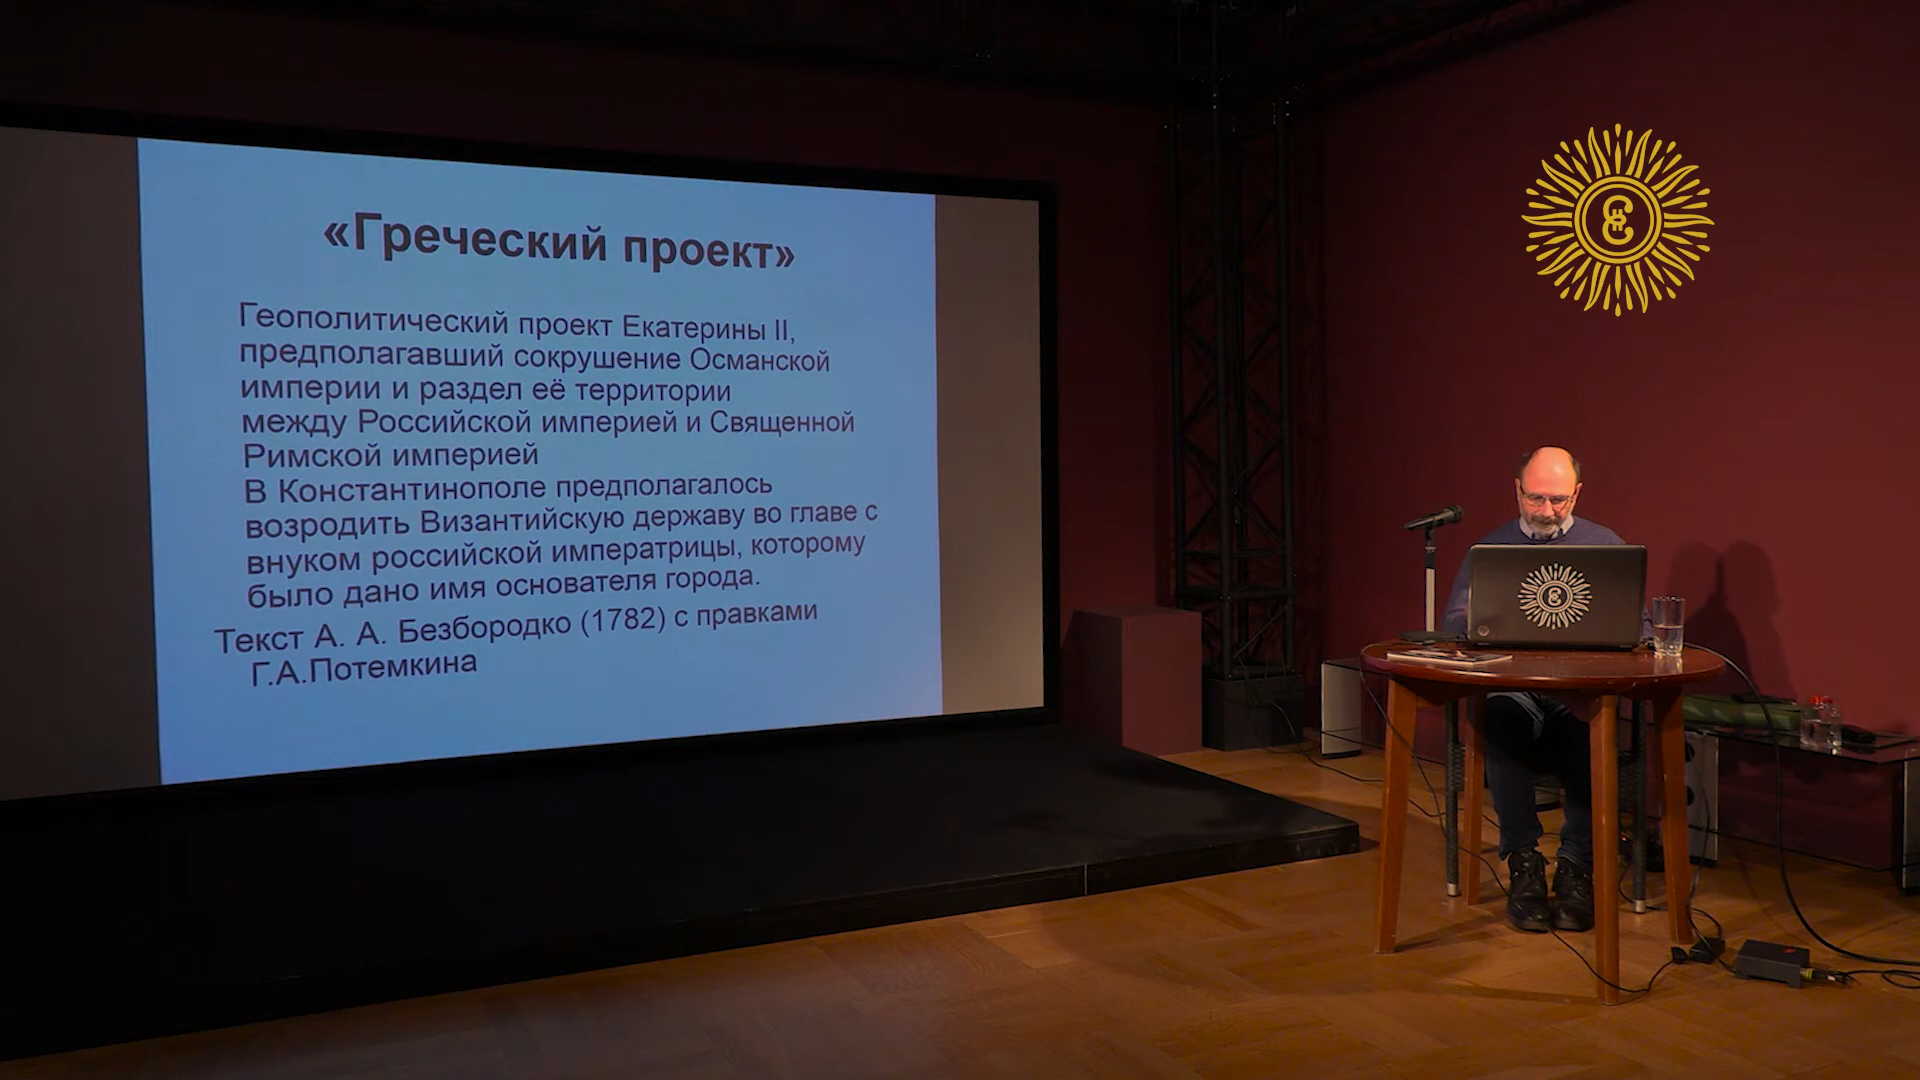 «Греческий проект»
Геополитический проект Екатерины II,
предполагавший сокрушение Османской
империи и раздел её территории
между Российской империей и Священной
Римской империей
В Константинополе предполагалось
возродить Византийскую державу во главе с
внуком российской императрицы, которому
было дано имя основателя города.
Текст А. А. Безбородко (1782) с правками
Г.А.Потемкина